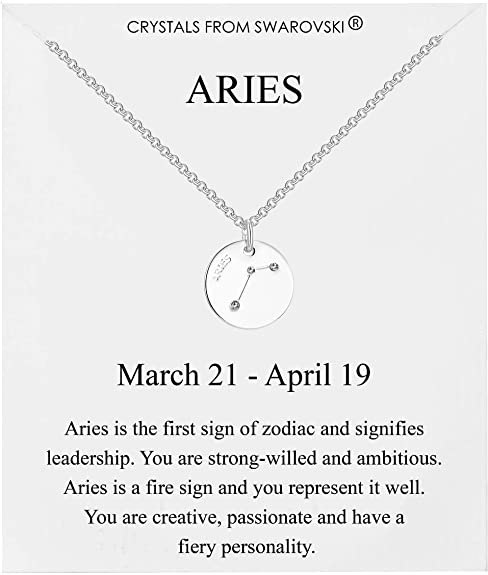 CRYSTALS FROM SWAROVSKI®
ARIES
ARIES
March 21 - April 19
Aries is the first sign of zodiac and signifies
leadership. You are strong-willed and ambitious.
Aries is a fire sign and you represent it well.
You are creative, passionate and have a
fiery personality.